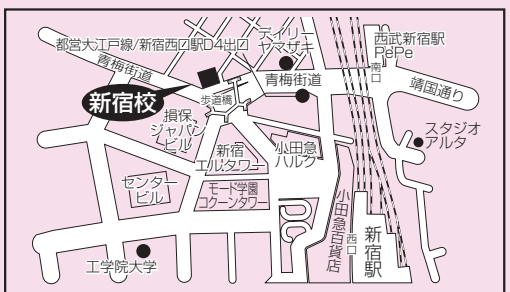 都営大江戸線/新宿西〼駅D4出〼
デイリー
ヤマザキ
西武新宿駅
PePe
青梅街道
南口
青梅街道
靖国通り
新宿校
歩道橋
損保
ジャパン
ビル
スタジオ
アルタ
新宿
エルタワー
小田急
ハルク
センター
ビル
モード学園
コクーンタワー
小田急百貨店
西口
新宿駅
工学院大学